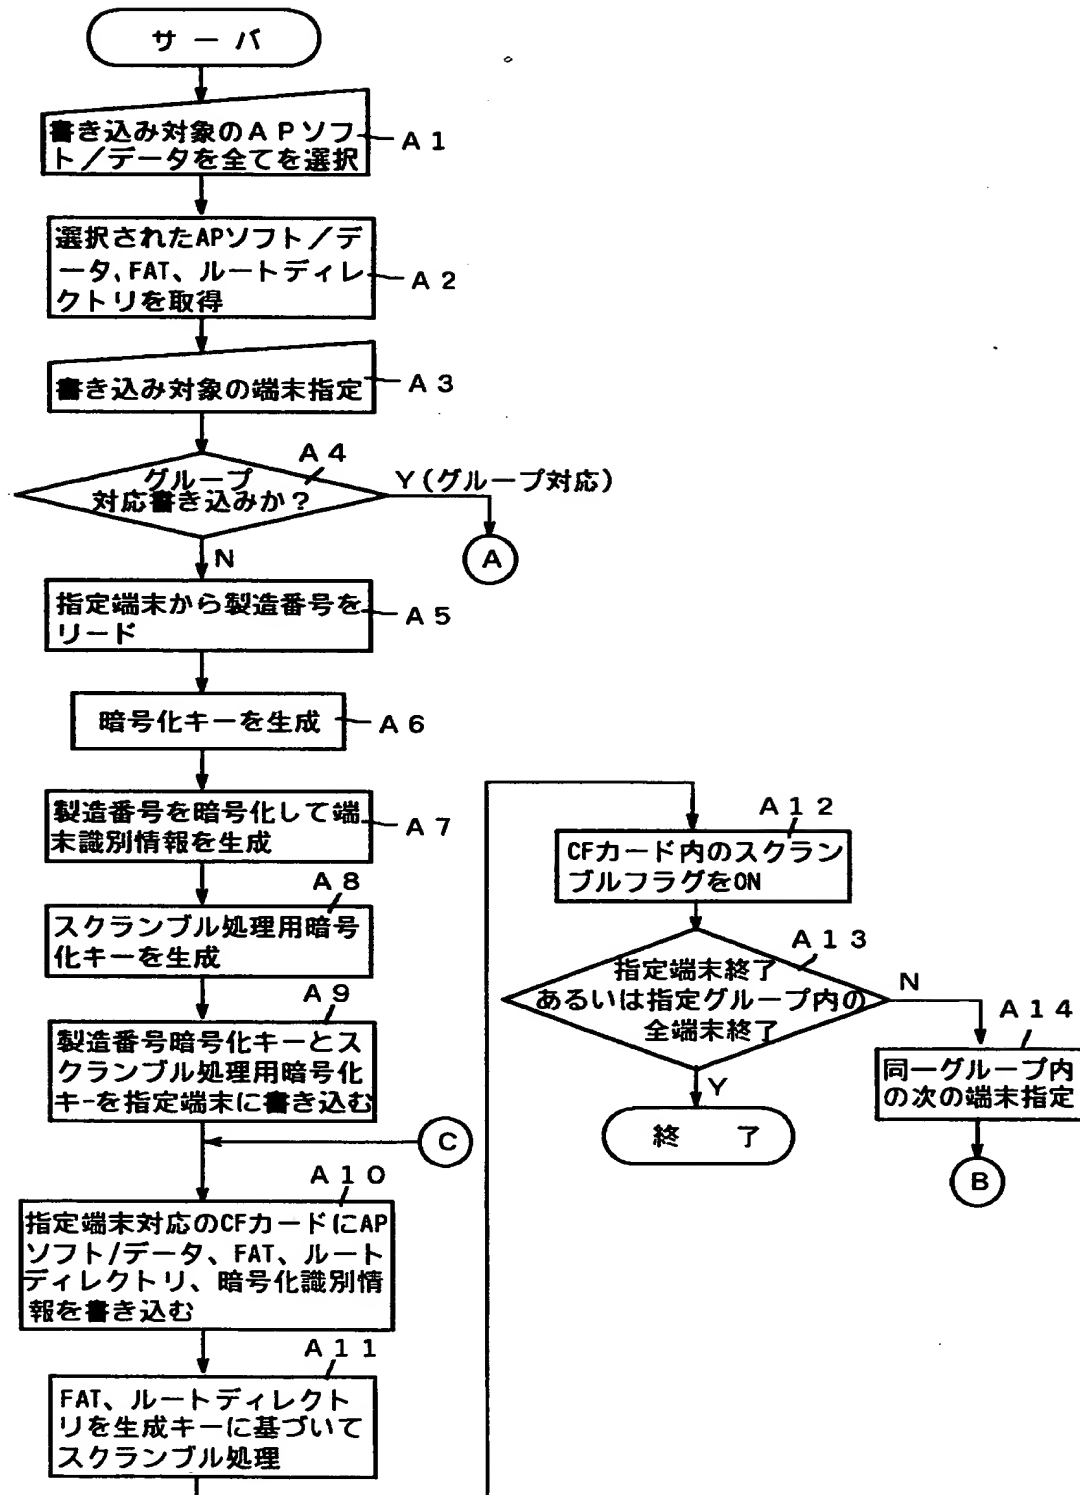 サーバ
書き込み対象のAPソフ
ト/データを全てを選択
A1
選択されたAPソフト/デ
ータ、FAT、ルートディレ
クトリを取得
A2
書き込み対象の端末指定
A3
A4
グループ
対応書き込みか?
Y(グループ対応)
A
N
指定端末から製造番号を
リード
A5
暗号化キーを生成
A6
製造番号を暗号化して端
末識別情報を生成
A7
A8
スクランブル処理用暗号
化キーを生成
A9
製造番号暗号化キーとス
クランブル処理用暗号化
キーを指定端末に書き込む
C
A10
指定端末対応のCFカードにAP
ソフト/データ、FAT、ルート
ディレクトリ、暗号化識別情
報を書き込む
A11
FAT、ルートディレクト
リを生成キーに基づいて
スクランブル処理
A12
CFカード内のスクラン
ブルフラグをON
A13
指定端末終了
あるいは指定グループ内の
全端末終了
N
A14
同一グループ内
の次の端末指定
B
Y
終了